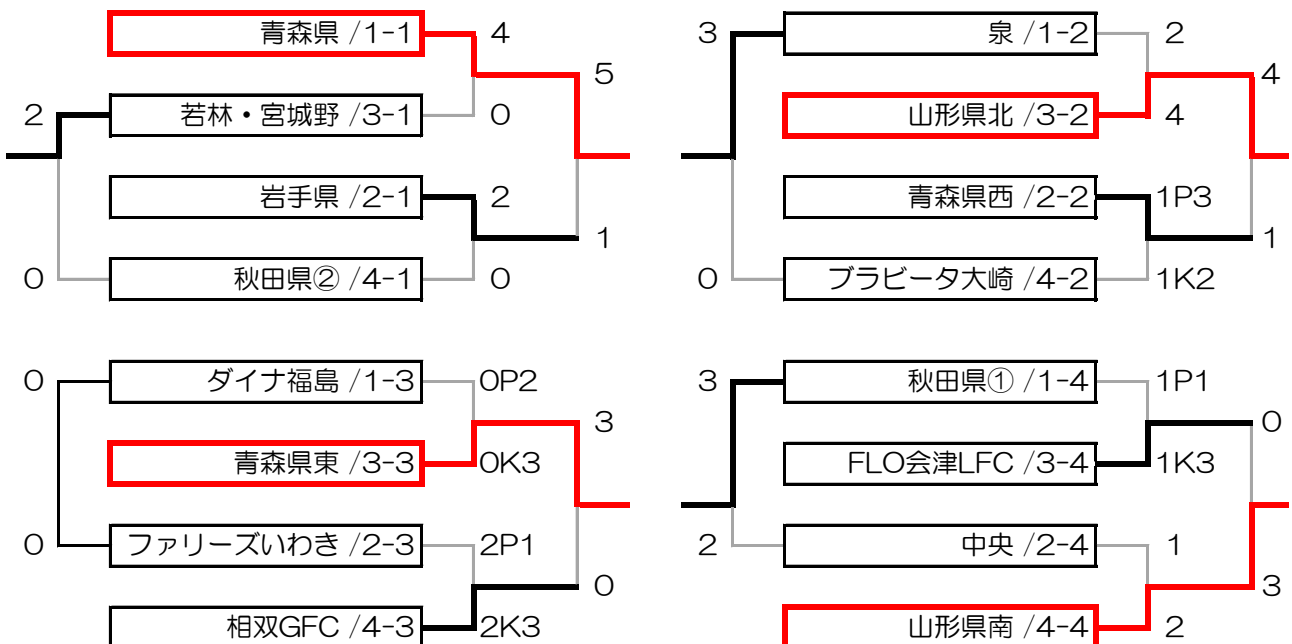 青森県 /1-1 4
5
2 若林・宮城野 /3-1 0
岩手県 /2-1 2
1
0 秋田県② /4-1 0
3 泉 /1-2 2
4
山形県北 /3-2 4
青森県西 /2-2 1P3
1
0 ブラビータ大崎 /4-2 1K2
0 ダイナ福島 /1-3 0P2
3
青森県東 /3-3 0K3
0 ファリーズいわき /2-3 2P1
0
相双GFC /4-3 2K3
3 秋田県① /1-4 1P1
0
FLO会津LFC /3-4 1K3
2 中央 /2-4 1
3
山形県南 /4-4 2